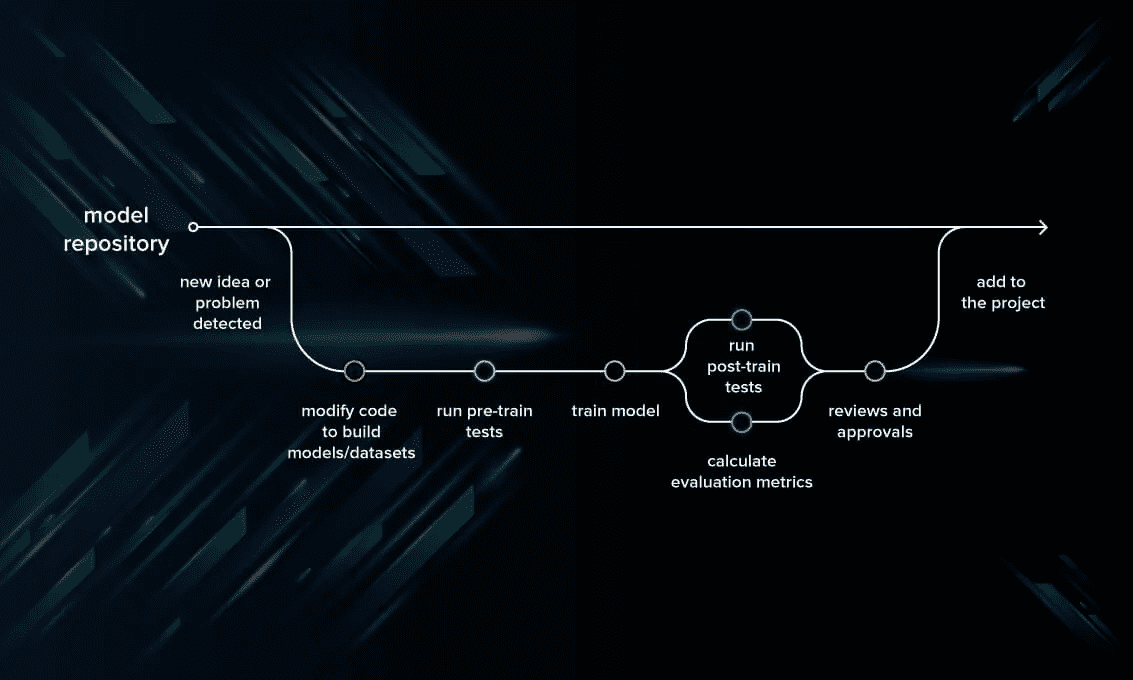 model
repository
new idea or
problem
detected
add to
the project
run
post-train
tests
modify code
to build
models/datasets
run pre-train
tests
train model
reviews and
approvals
calculate
evaluation metrics